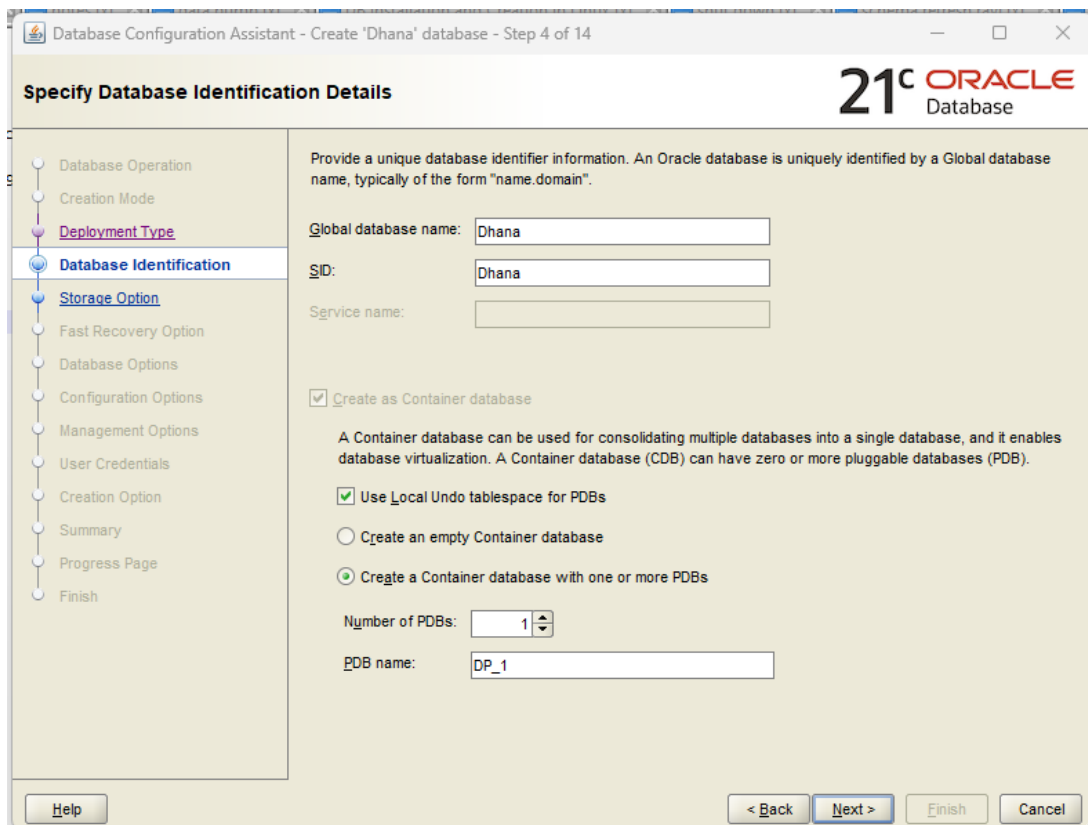 Database Configuration Assistant - Create 'Dhana' database - Step 4 of 14
Specify Database Identification Details
21c ORACLE
Database
Database Operation
Creation Mode
Deployment Type
Database Identification
Storage Option
Fast Recovery Option
Database Options
Configuration Options
Management Options
User Credentials
Creation Option
Summary
Progress Page
Finish
Provide a unique database identifier information. An Oracle database is uniquely identified by a Global database
name, typically of the form "name.domain".
Global database name: Dhana
SID: Dhana
Service name:
Create as Container database
A Container database can be used for consolidating multiple databases into a single database, and it enables
database virtualization. A Container database (CDB) can have zero or more pluggable databases (PDB).
Use Local Undo tablespace for PDBs
Create an empty Container database
Create a Container database with one or more PDBs
Number of PDBs: 1
PDB name: DP_1
Help
< Back Next > Finish Cancel